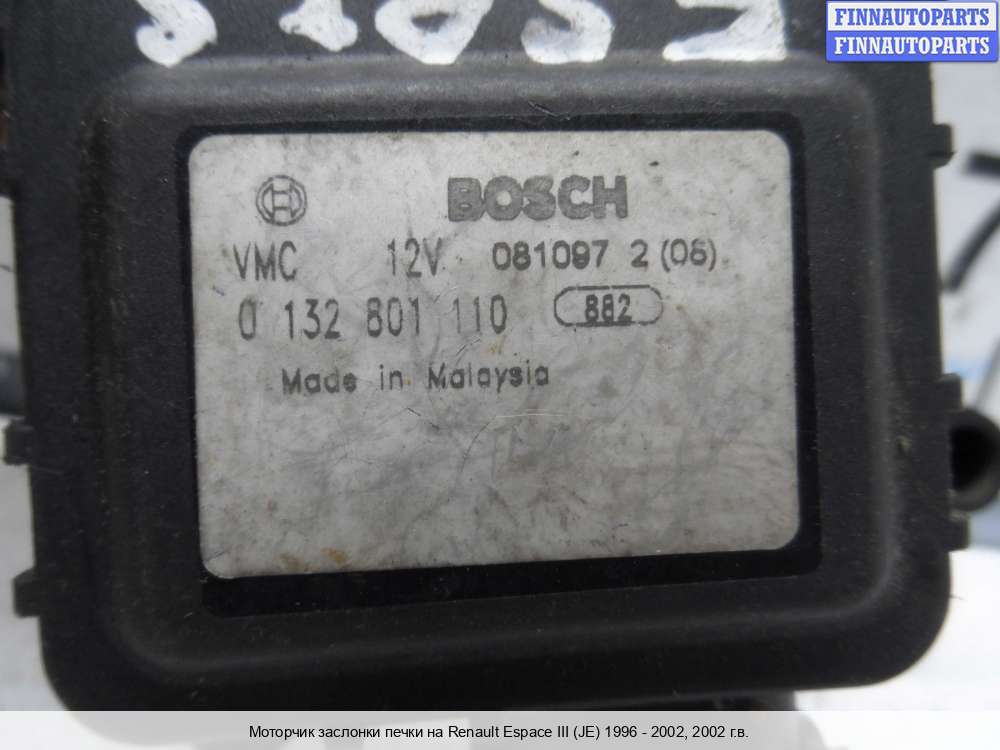 FINNAUTOPARTS
FINNAUTOPARTS
BOSCH
VMC 12V 081097 2 (06)
0 132 801 110 882
Made in Malaysia
Моторчик заслонки печки на Renault Espace III (JE) 1996 - 2002, 2002 г.в.